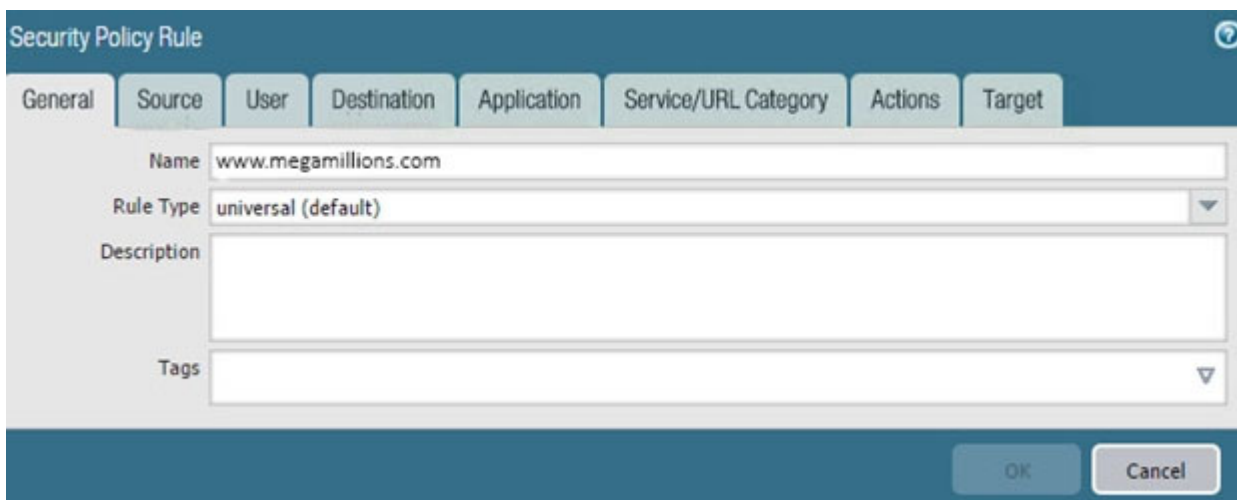 Security Policy Rule
General Source User Destination Application Service/URL Category Actions Target
Name www.megamillions.com
Rule Type universal (default)
Description
Tags
OK Cancel